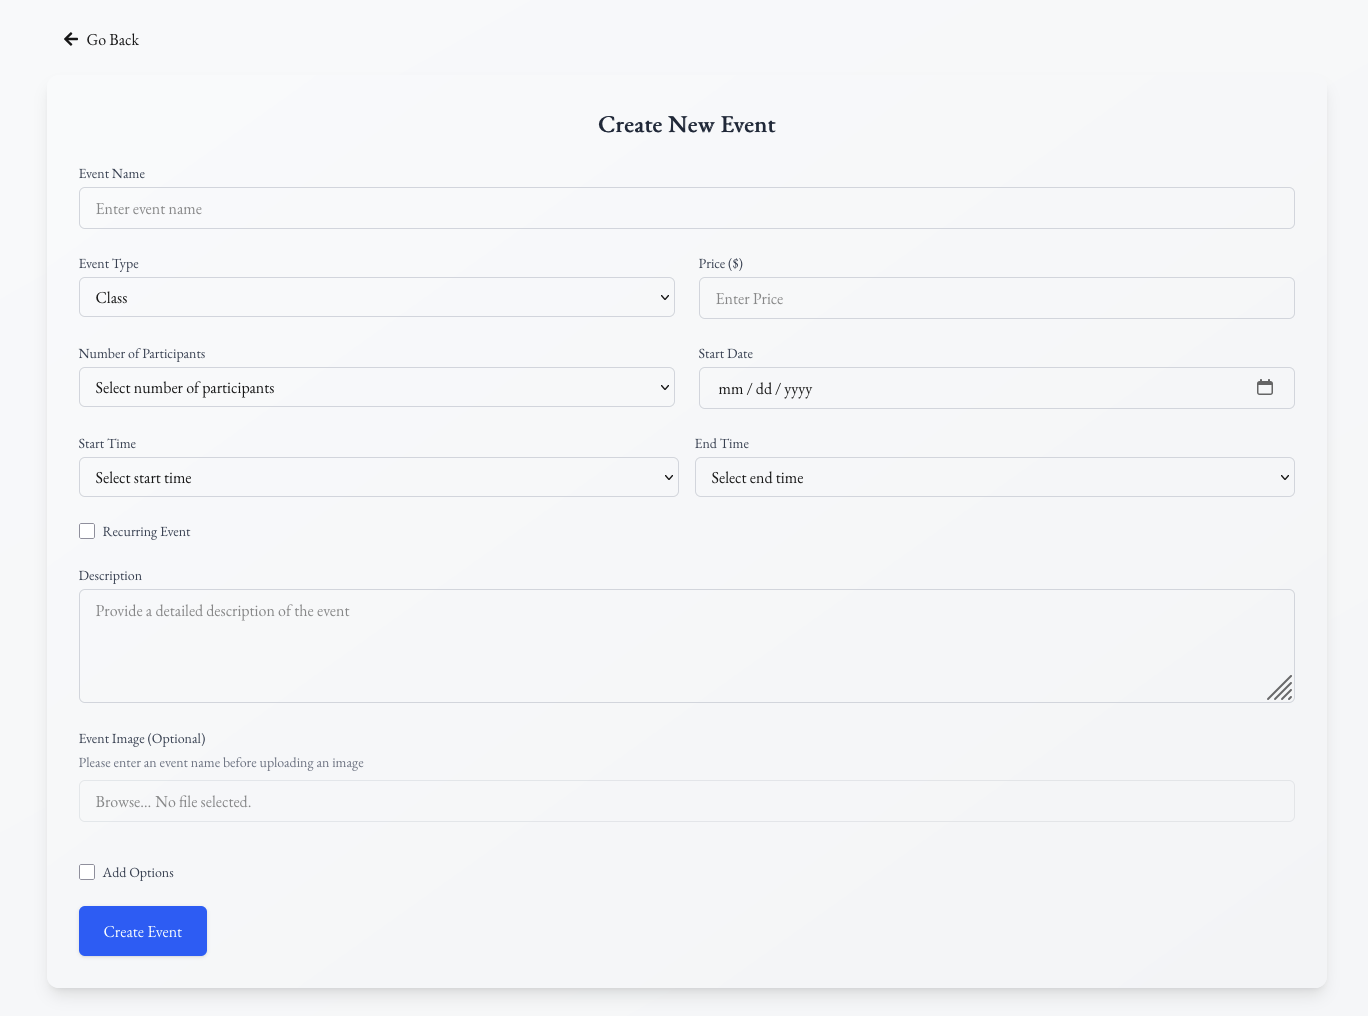 Go Back
Create New Event
Event Name
Enter event name
Event Type
Price ($)
Class
Enter Price
Number of Participants
Start Date
Select number of participants
mm / dd / yyyy
Start Time
End Time
Select start time
Select end time
Recurring Event
Description
Provide a detailed description of the event
Event Image (Optional)
Please enter an event name before uploading an image
Browse... No file selected.
Add Options
Create Event